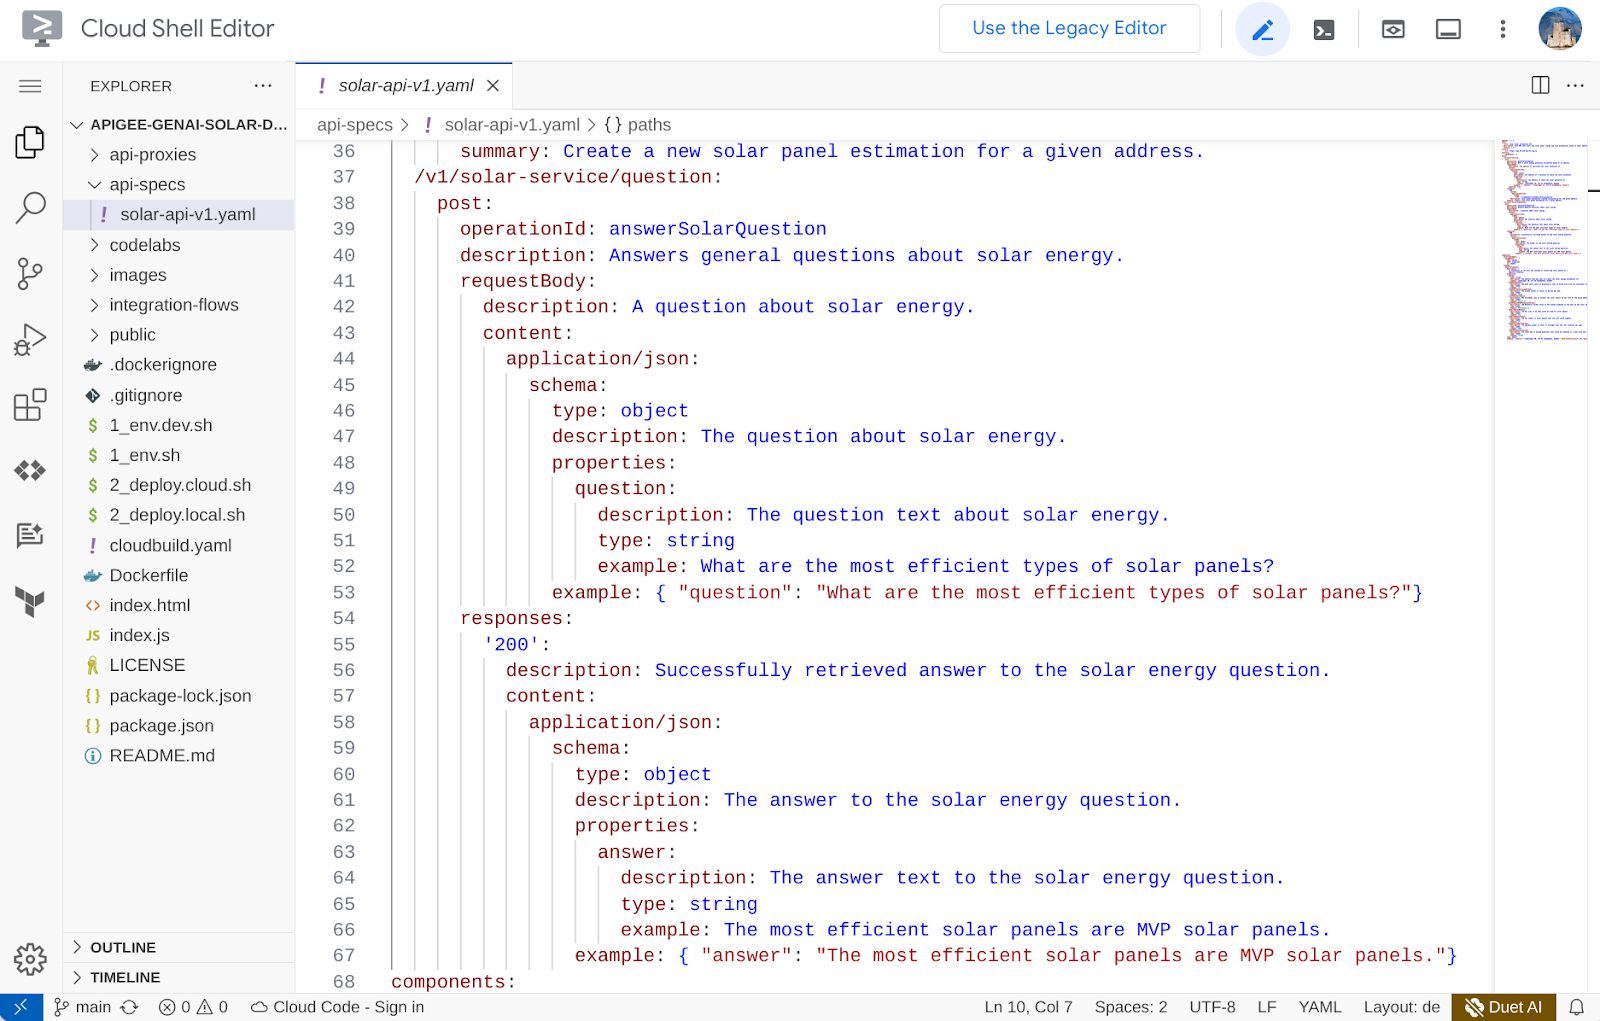 Cloud Shell Editor
Use the Legacy Editor
EXPLORER
APIGEE-GENAI-SOLAR-D...
api-proxies
api-specs
solar-api-v1.yaml
codelabs
images
integration-flows
public
.dockerignore
.gitignore
1_env.dev.sh
1_env.sh
2_deploy.cloud.sh
2_deploy.local.sh
cloudbuild.yaml
Dockerfile
index.html
JS index.js
LICENSE
package-lock.json
package.json
README.md
OUTLINE
TIMELINE
! solar-api-v1.yaml
api-specs > ! solar-api-v1.yaml > {} paths
36 summary: Create a new solar panel estimation for a given address.
37 /v1/solar-service/question:
38 post:
39 operationId: answerSolarQuestion
40 description: Answers general questions about solar energy.
41 requestBody:
42 description: A question about solar energy.
43 content:
44 application/json:
45 schema:
46 type: object
47 description: The question about solar energy.
48 properties:
49 question:
50 description: The question text about solar energy.
51 type: string
52 example: What are the most efficient types of solar panels?
53 example: { "question": "What are the most efficient types of solar panels?"}
54 responses:
55 '200':
56 description: Successfully retrieved answer to the solar energy question.
57 content:
58 application/json:
59 schema:
60 type: object
61 description: The answer to the solar energy question.
62 properties:
63 answer:
64 description: The answer text to the solar energy question.
65 type: string
66 example: The most efficient solar panels are MVP solar panels.
67 example: { "answer": "The most efficient solar panels are MVP solar panels."}
68 components:
main 0 0 Cloud Code - Sign in Ln 10, Col 7 Spaces: 2 UTF-8 LF YAML Layout: de Duet AI